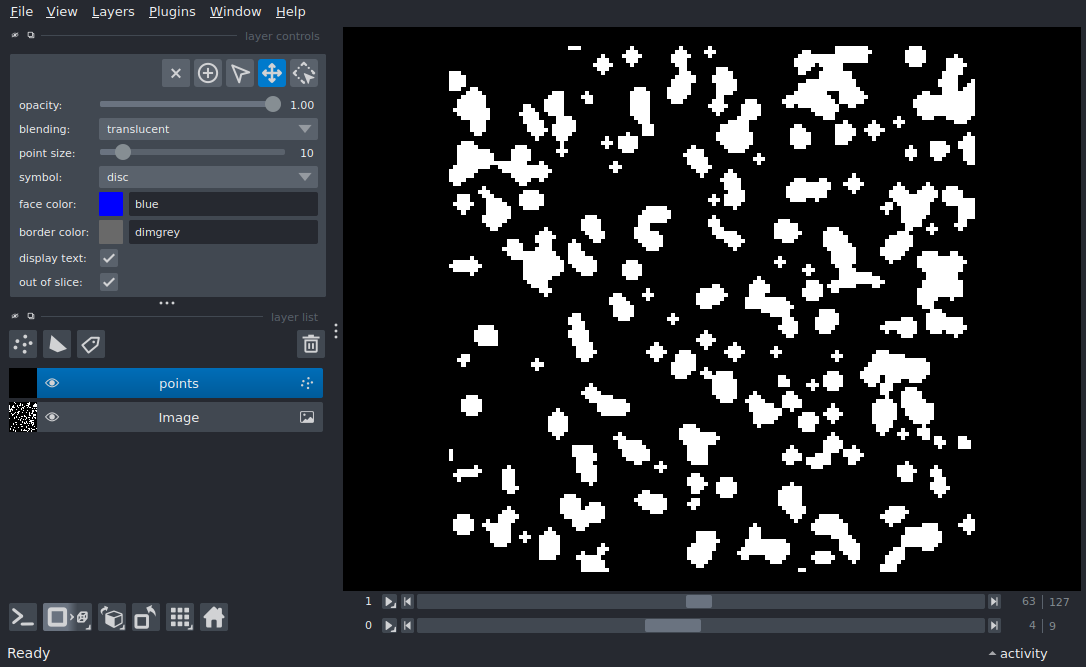 File View Layers Plugins Window Help
layer controls
opacity: 1.00
blending: translucent
point size: 10
symbol: disc
face color: blue
border color: dimgrey
display text:
out of slice:
layer list
points
Image
1 63 127
0 4 9
Ready activity